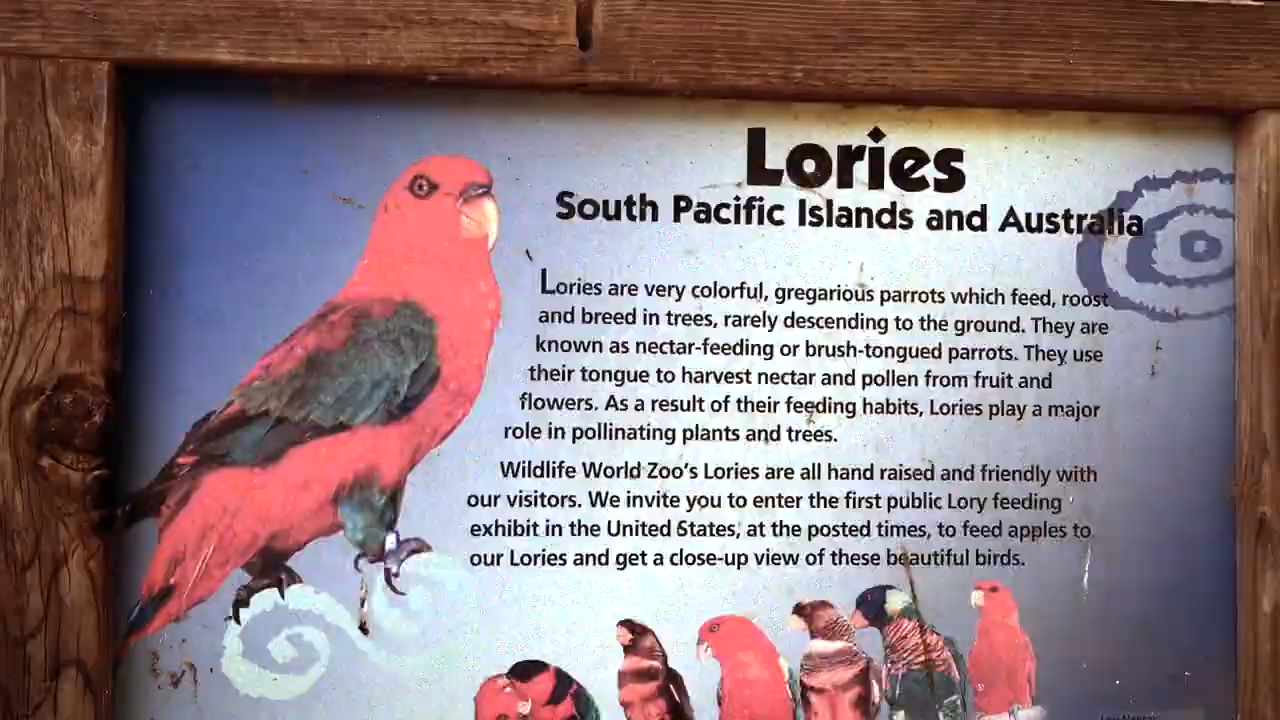 Lories
South Pacific Islands and Australia
Lories are very colorful, gregarious parrots which feed, roost
and breed in trees, rarely descending to the ground. They are
known as nectar-feeding or brush-tongued parrots. They use
their tongue to harvest nectar and pollen from fruit and
flowers. As a result of their feeding habits, Lories play a major
role in pollinating plants and trees.
Wildlife World Zoo's Lories are all hand raised and friendly with
our visitors. We invite you to enter the first public Lory feeding
exhibit in the United States, at the posted times, to feed apples to
our Lories and get a close-up view of these beautiful birds.